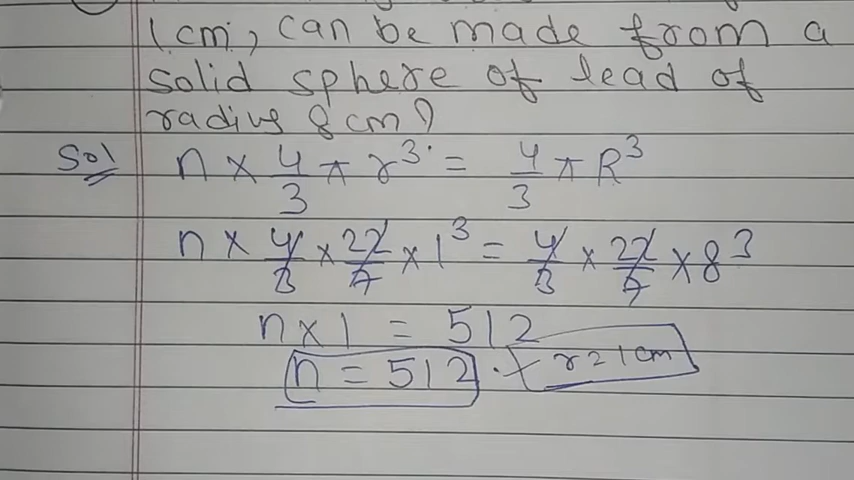 1cm, can be made from a
solid sphere of lead of
radius 8cm?
Sol n × 4/3 π r³ = 4/3 π R³
n × 4/3 × 22/7 × 1³ = 4/3 × 22/7 × 8³
n × 1 = 512
n = 512 . r = 1cm